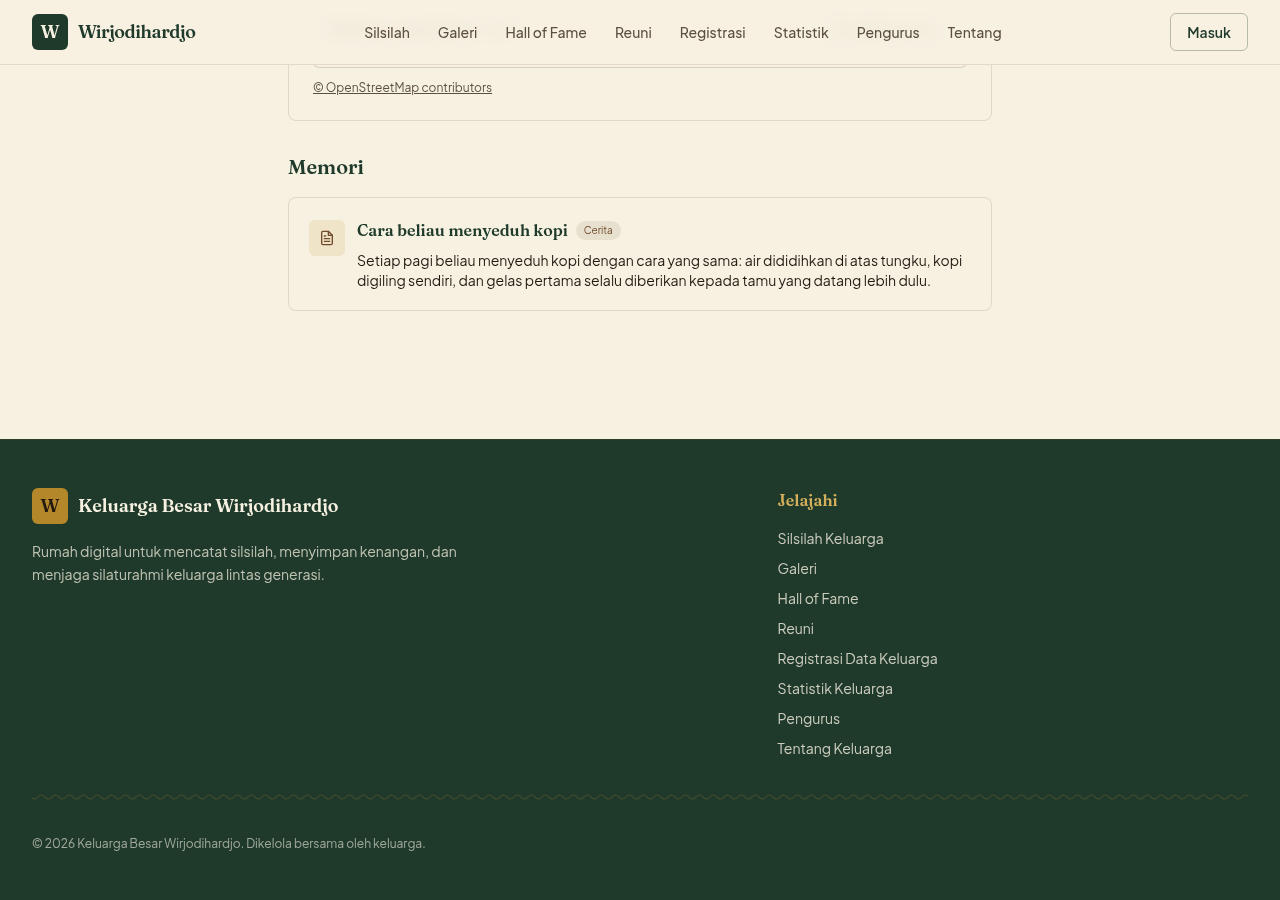 W Wirjodihardjo Silsilah Galeri Hall of Fame Reuni Registrasi Statistik Pengurus Tentang Masuk
© OpenStreetMap contributors
Memori
Cara beliau menyeduh kopi Cerita
Setiap pagi beliau menyeduh kopi dengan cara yang sama: air dididihkan di atas tungku, kopi
digiling sendiri, dan gelas pertama selalu diberikan kepada tamu yang datang lebih dulu.
W Keluarga Besar Wirjodihardjo
Rumah digital untuk mencatat silsilah, menyimpan kenangan, dan
menjaga silaturahmi keluarga lintas generasi.
Jelajahi
Silsilah Keluarga
Galeri
Hall of Fame
Reuni
Registrasi Data Keluarga
Statistik Keluarga
Pengurus
Tentang Keluarga
© 2026 Keluarga Besar Wirjodihardjo. Dikelola bersama oleh keluarga.